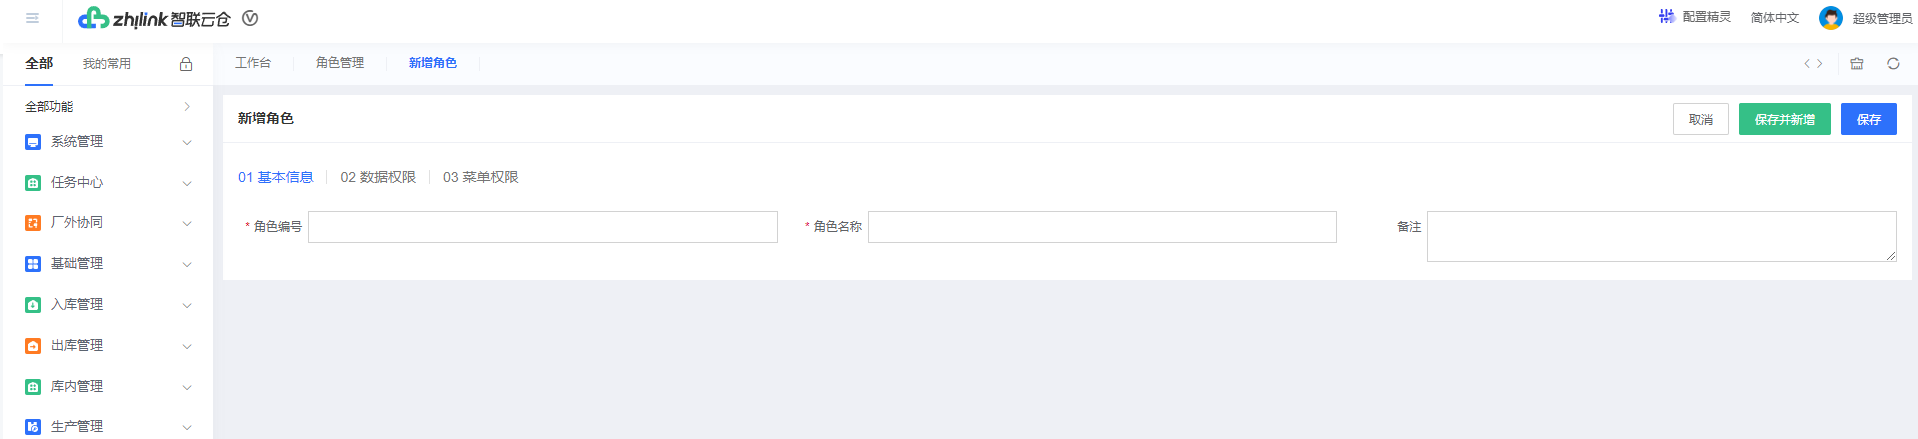 zhilink 智联云仓
配置精灵 简体中文 超级管理员
全部 我的常用
工作台 角色管理 新增角色
全部功能
系统管理
任务中心
厂外协同
基础管理
入库管理
出库管理
库内管理
生产管理
新增角色
取消 保存并新增 保存
01 基本信息 02 数据权限 03 菜单权限
* 角色编号 * 角色名称 备注